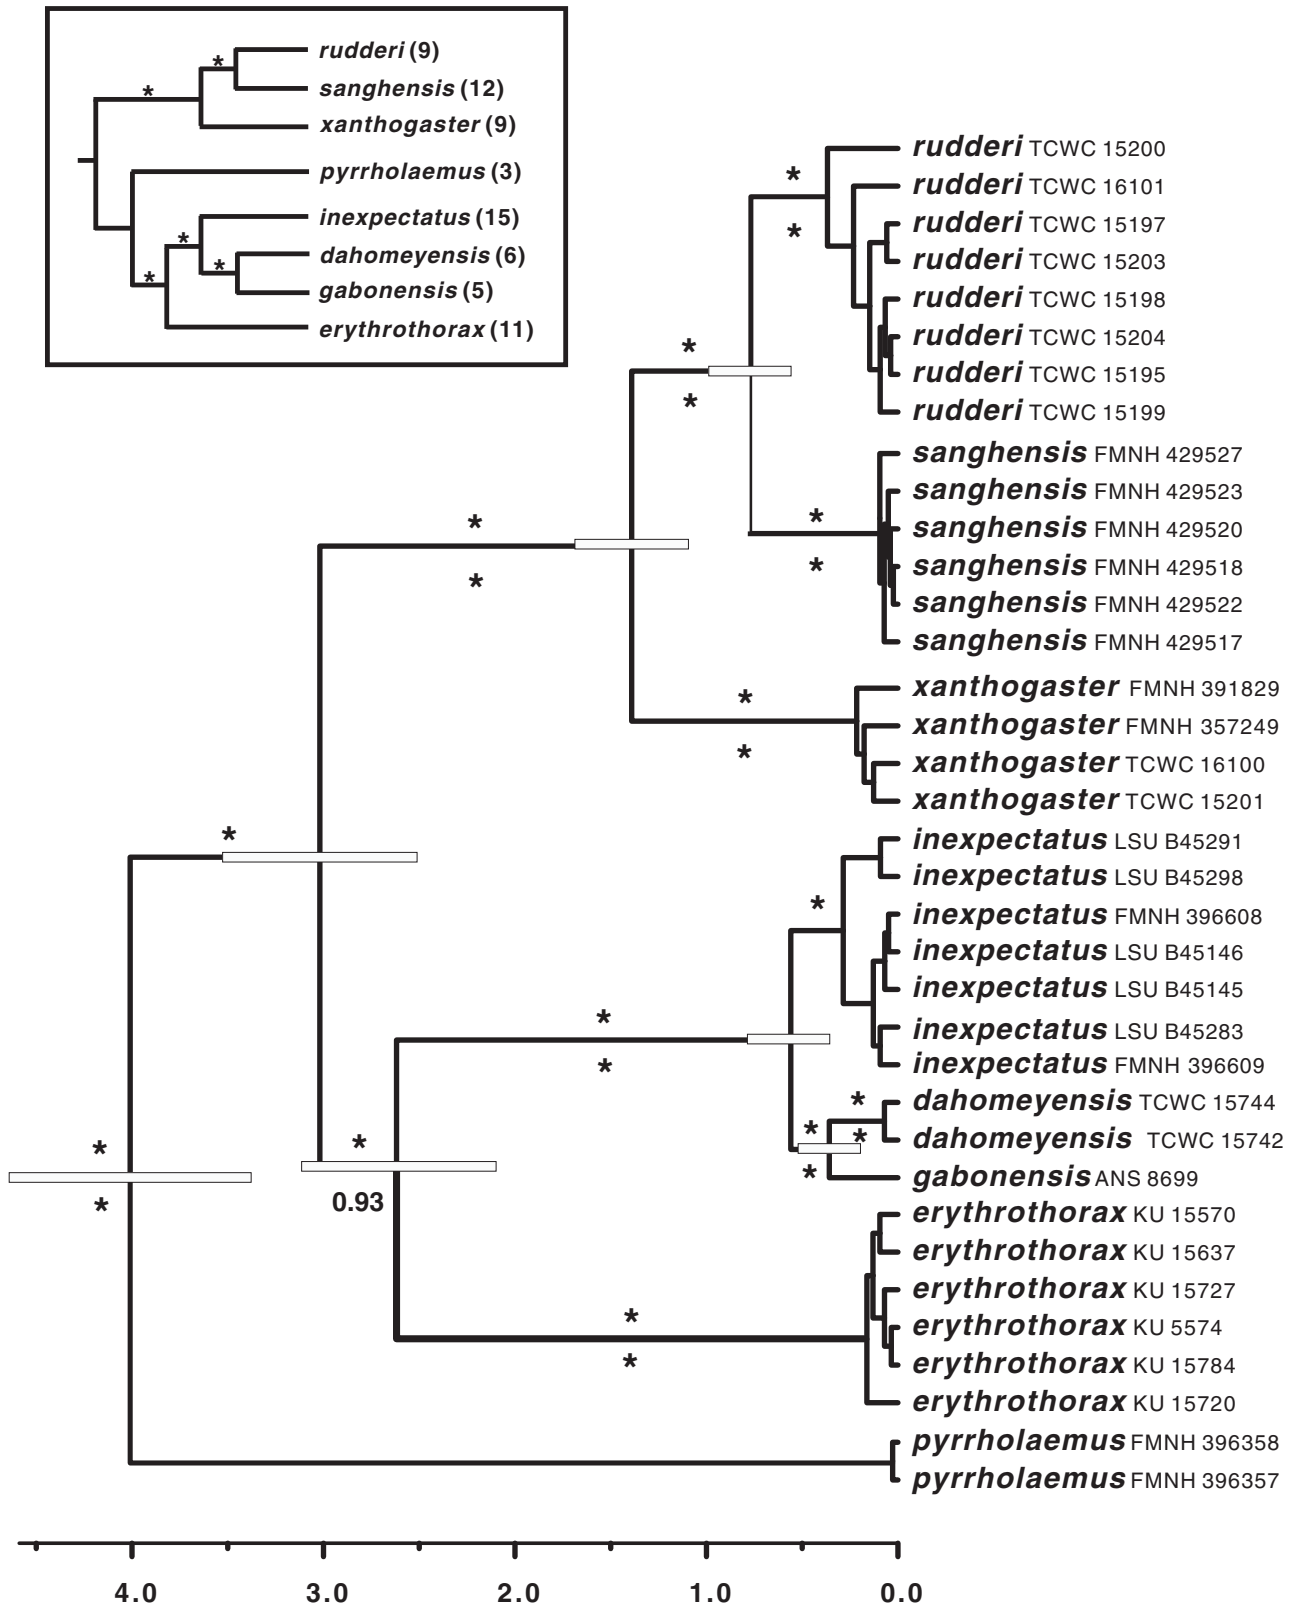 rudderi (9)
sanghensis (12)
xanthogaster (9)
pyrrholaemus (3)
inexpectatus (15)
dahomeyensis (6)
gabonensis (5)
erythrothorax (11)
* * * * *
rudderi TCWC 15200
rudderi TCWC 16101
rudderi TCWC 15197
rudderi TCWC 15203
rudderi TCWC 15198
rudderi TCWC 15204
rudderi TCWC 15195
rudderi TCWC 15199
sanghensis FMNH 429527
sanghensis FMNH 429523
sanghensis FMNH 429520
sanghensis FMNH 429518
sanghensis FMNH 429522
sanghensis FMNH 429517
xanthogaster FMNH 391829
xanthogaster FMNH 357249
xanthogaster TCWC 16100
xanthogaster TCWC 15201
inexpectatus LSU B45291
inexpectatus LSU B45298
inexpectatus FMNH 396608
inexpectatus LSU B45146
inexpectatus LSU B45145
inexpectatus LSU B45283
inexpectatus FMNH 396609
dahomeyensis TCWC 15744
dahomeyensis TCWC 15742
gabonensis ANS 8699
0.93
erythrothorax KU 15570
erythrothorax KU 15637
erythrothorax KU 15727
erythrothorax KU 5574
erythrothorax KU 15784
erythrothorax KU 15720
pyrrholaemus FMNH 396358
pyrrholaemus FMNH 396357
4.0 3.0 2.0 1.0 0.0